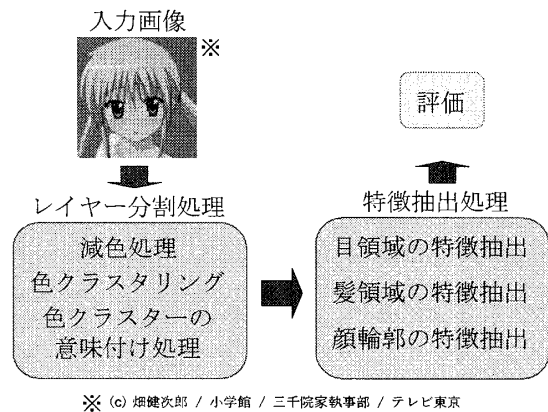 入力画像
※
レイヤー分割処理
減色処理
色クラスタリング
色クラスターの
意味付け処理
特徴抽出処理
目領域の特徴抽出
髪領域の特徴抽出
顔輪郭の特徴抽出
評価
※ (c) 畑健次郎 / 小学館 / 三千院家執事部 / テレビ東京